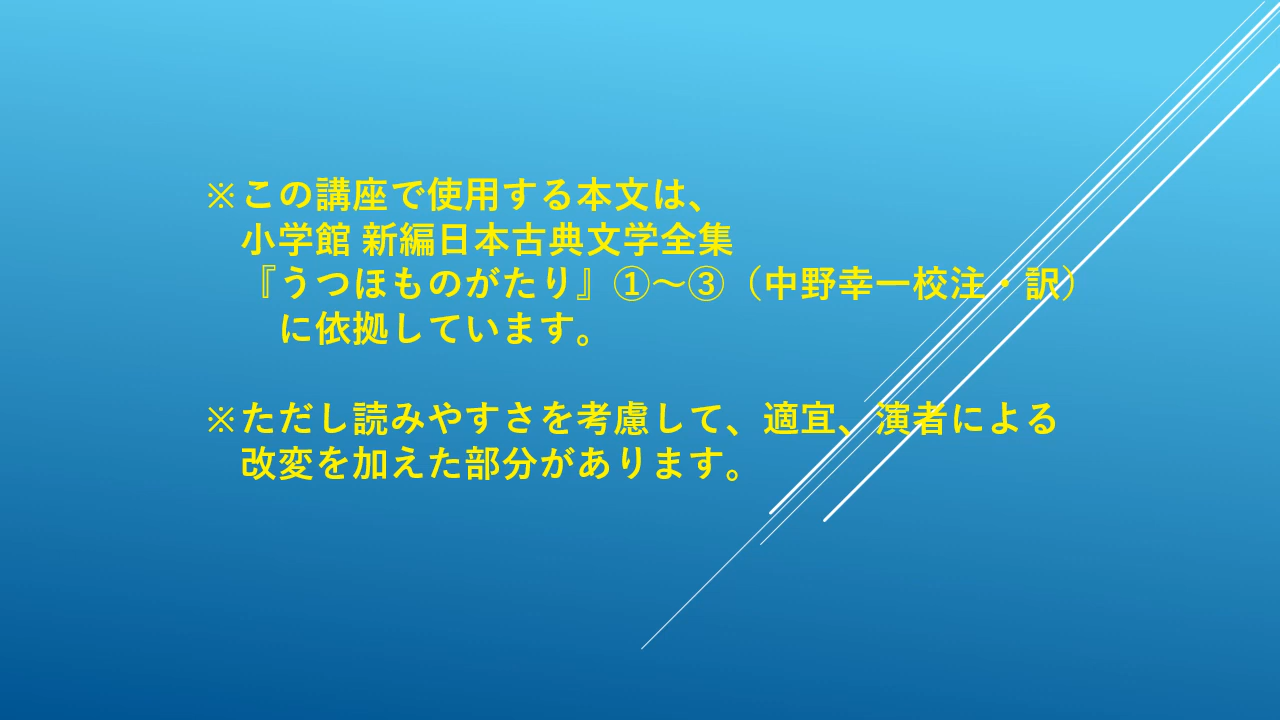 ※この講座で使用する本文は、
小学館 新編日本古典文学全集
『うつほものがたり』①～③（中野幸一校注・訳）
に依拠しています。
※ただし読みやすさを考慮して、適宜、演者による
改変を加えた部分があります。